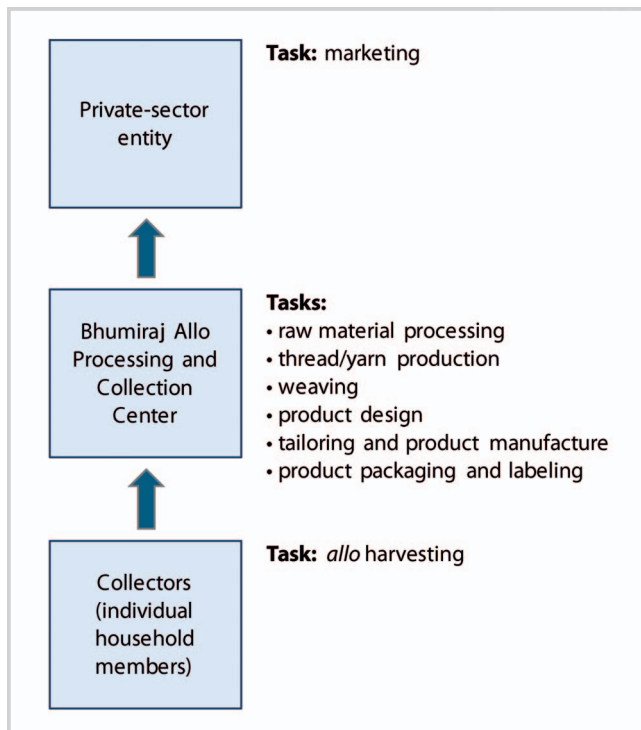 Task: marketing
Private-sector
entity
Bhumiraj Allo
Processing and
Collection
Center
Tasks:
• raw material processing
• thread/yarn production
• weaving
• product design
• tailoring and product manufacture
• product packaging and labeling
Task: allo harvesting
Collectors
(individual
household
members)